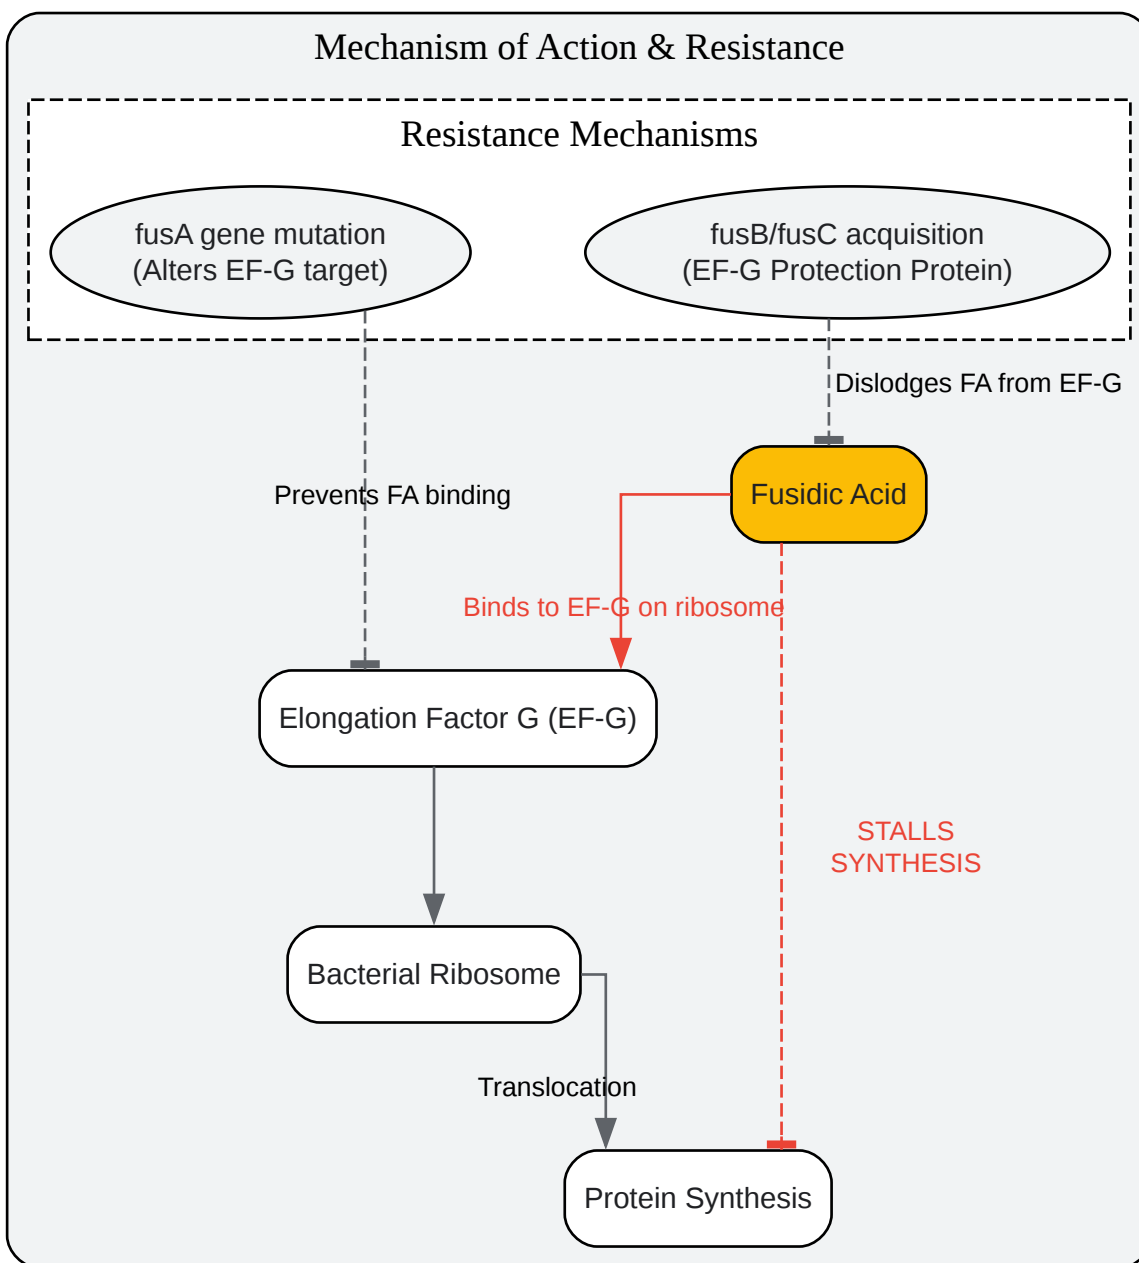 Mechanism of Action & Resistance
Resistance Mechanisms
fusA gene mutation
(Alters EF-G target)
fusB/fusC acquisition
(EF-G Protection Protein)
Dislodges FA from EF-G
Prevents FA binding
Fusidic Acid
Binds to EF-G on ribosome
Elongation Factor G (EF-G)
STALLS
SYNTHESIS
Bacterial Ribosome
Translocation
Protein Synthesis